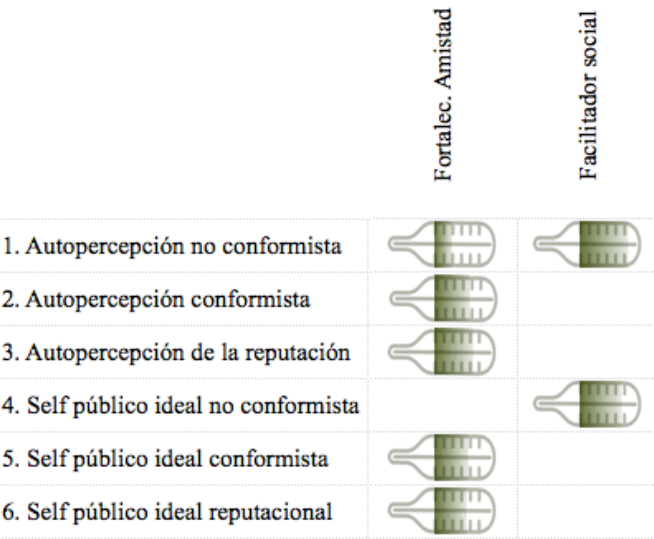 Fortalec. Amistad
Facilitador social
1. Autopercepción no conformista
2. Autopercepción conformista
3. Autopercepción de la reputación
4. Self público ideal no conformista
5. Self público ideal conformista
6. Self público ideal reputacional